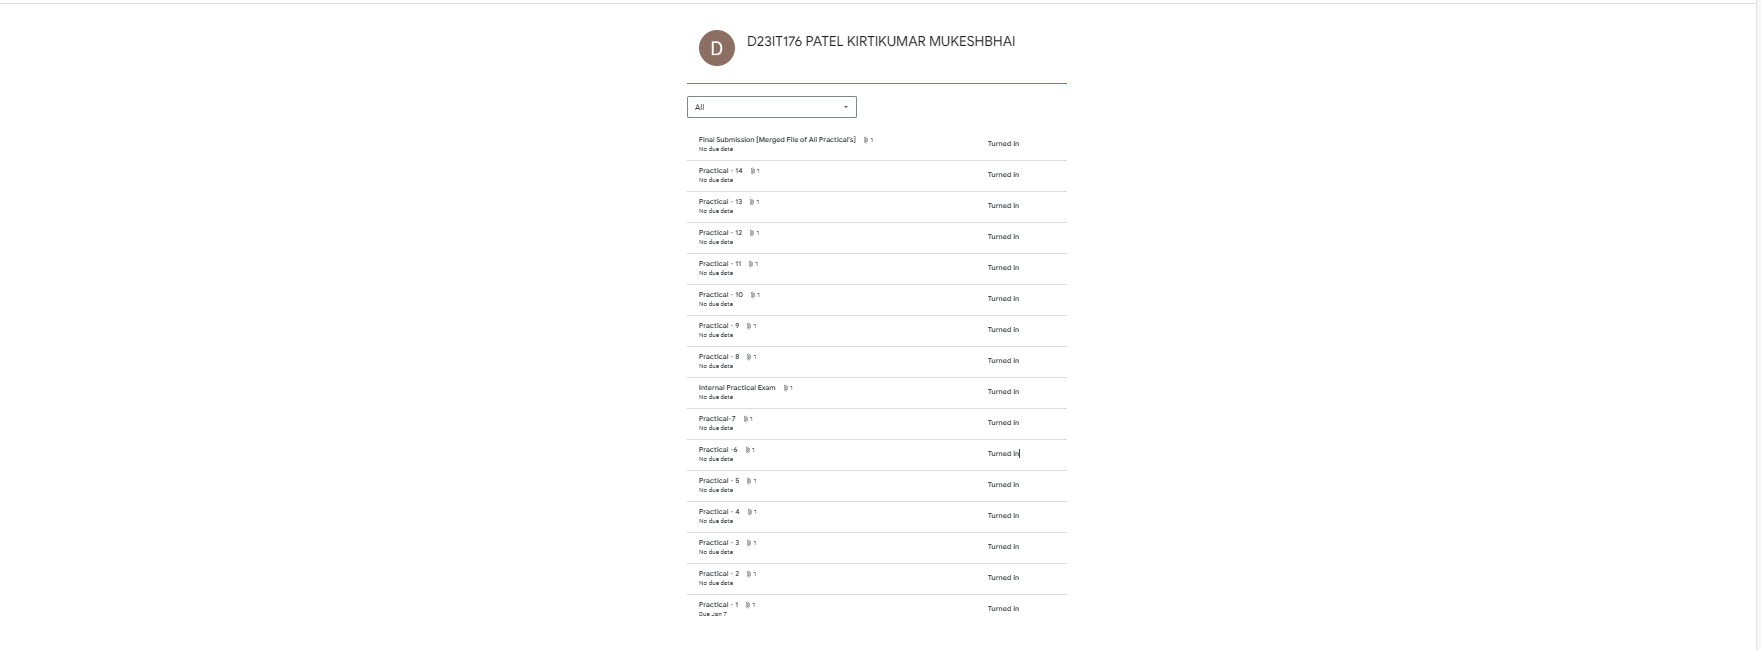 D
D23IT176 PATEL KIRTIKUMAR MUKESHBHAI
All
Final Submission [Merged File of All Practical's] 1
No due date
Turned in
Practical - 14 1
No due date
Turned in
Practical - 13 1
No due date
Turned in
Practical - 12 1
No due date
Turned in
Practical - 11 1
No due date
Turned in
Practical - 10 1
No due date
Turned in
Practical - 9 1
No due date
Turned in
Practical - 8 1
No due date
Turned in
Internal Practical Exam 1
No due date
Turned in
Practical-7 1
No due date
Turned in
Practical -6 1
No due date
Turned in
Practical - 5 1
No due date
Turned in
Practical - 4 1
No due date
Turned in
Practical - 3 1
No due date
Turned in
Practical - 2 1
No due date
Turned in
Practical - 1 1
Due Jan 7
Turned in